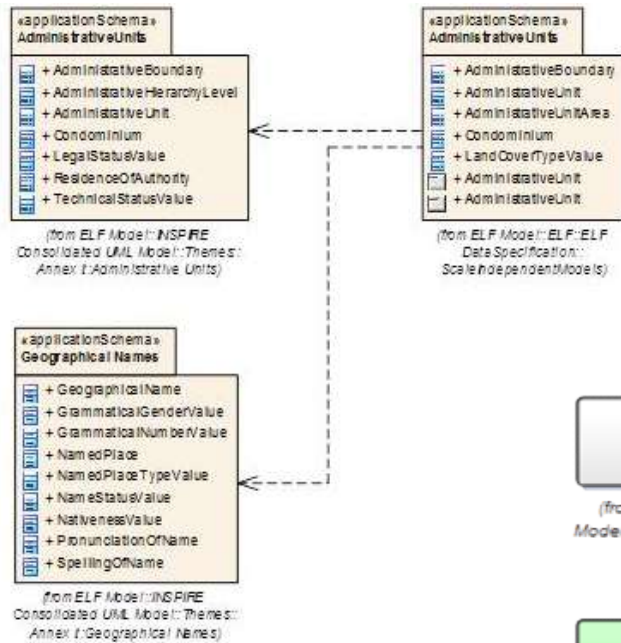 «applicationSchema»
AdministrativeUnits
+ AdministrativeBoundary
+ AdministrativeHierarchyLevel
+ AdministrativeUnit
+ Condominium
+ LegalStatusValue
+ ResidenceOfAuthority
+ TechnicalStatusValue
(from ELF Model::INSPIRE
Consolidated UML Model::Themes::
Annex I::Administrative Units)
«applicationSchema»
AdministrativeUnits
+ AdministrativeBoundary
+ AdministrativeUnit
+ AdministrativeUnitArea
+ Condominium
+ LandCoverTypeValue
+ AdministrativeUnit
+ AdministrativeUnit
(from ELF Model::ELF::ELF
DataSpecification::
ScaleIndependentModels)
«applicationSchema»
Geographical Names
+ GeographicalName
+ GrammaticalGenderValue
+ GrammaticalNumberValue
+ NamedPlace
+ NamedPlaceTypeValue
+ NameStatusValue
+ NativenessValue
+ PronunciationOfName
+ SpellingOfName
(from ELF Model::INSPIRE
Consolidated UML Model::Themes::
Annex I::Geographical Names)